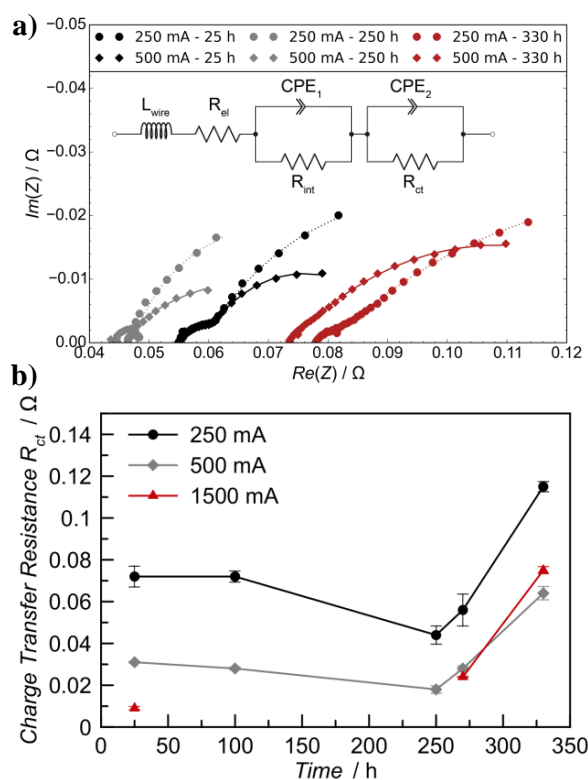 a)
−0.05
−0.04
−0.03
−0.02
−0.01
0.00
Im(Z) / Ω
250 mA - 25 h 250 mA - 250 h 250 mA - 330 h
500 mA - 25 h 500 mA - 250 h 500 mA - 330 h
CPE1 CPE2
Lwire Rel
Rint Rct
0.04 0.05 0.06 0.07 0.08 0.09 0.10 0.11 0.12
Re(Z) / Ω
b)
Charge Transfer Resistance Rct / Ω
0.14
0.12
0.1
0.08
0.06
0.04
0.02
0
250 mA
500 mA
1500 mA
0 50 100 150 200 250 300 350
Time / h